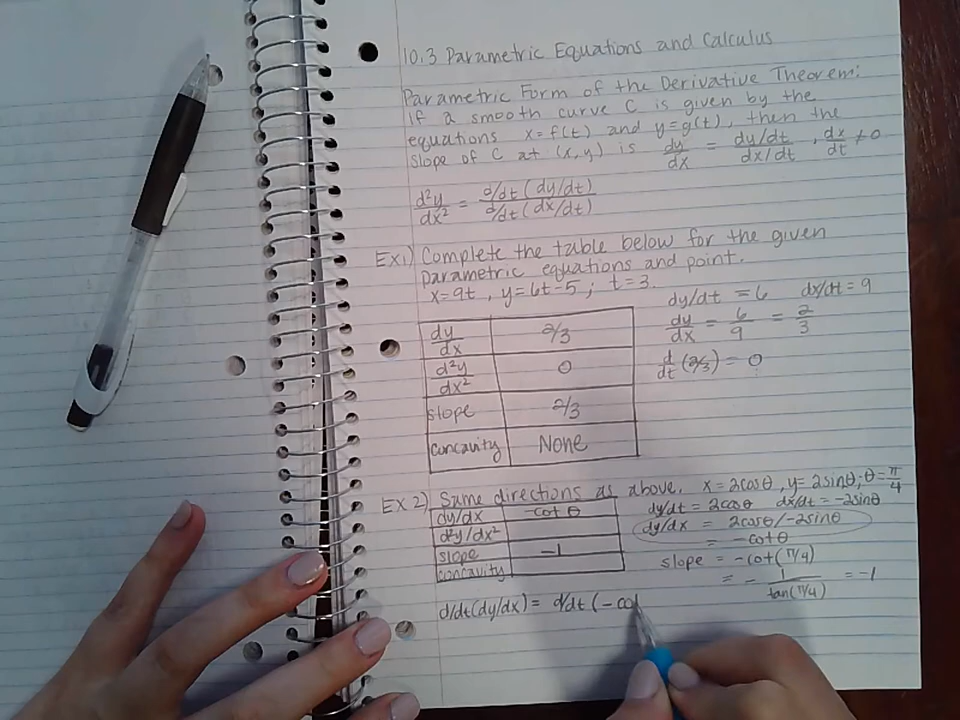 10.3 Parametric Equations and Calculus
Parametric Form of the Derivative Theorem:
If a smooth curve C is given by the
equations x=f(t) and y=g(t), then the
slope of C at (x,y) is dy/dx = dy/dt / dx/dt , dx/dt ≠ 0
d²y/dx² = d/dt (dy/dt) / d/dt (dx/dt)
Ex1) Complete the table below for the given
parametric equations and point.
x=9t, y=6t-5; t=3
dy/dt = 6 dx/dt = 9
dy/dx = 6/9 = 2/3
d/dt (2/3) = 0
dy/dx 2/3
d²y/dx² 0
slope 2/3
concavity None
EX 2) Same directions as above. x=2cosθ, y=2sinθ; θ=π/4
dy/dx -cot θ
d²y/dx²
slope -1
concavity
dy/dt = 2cosθ dx/dt = -2sinθ
dy/dx = 2cosθ/-2sinθ
= -cotθ
slope = -cot(π/4)
= - 1/tan(π/4) = -1
d/dt(dy/dx) = d/dt (-cot